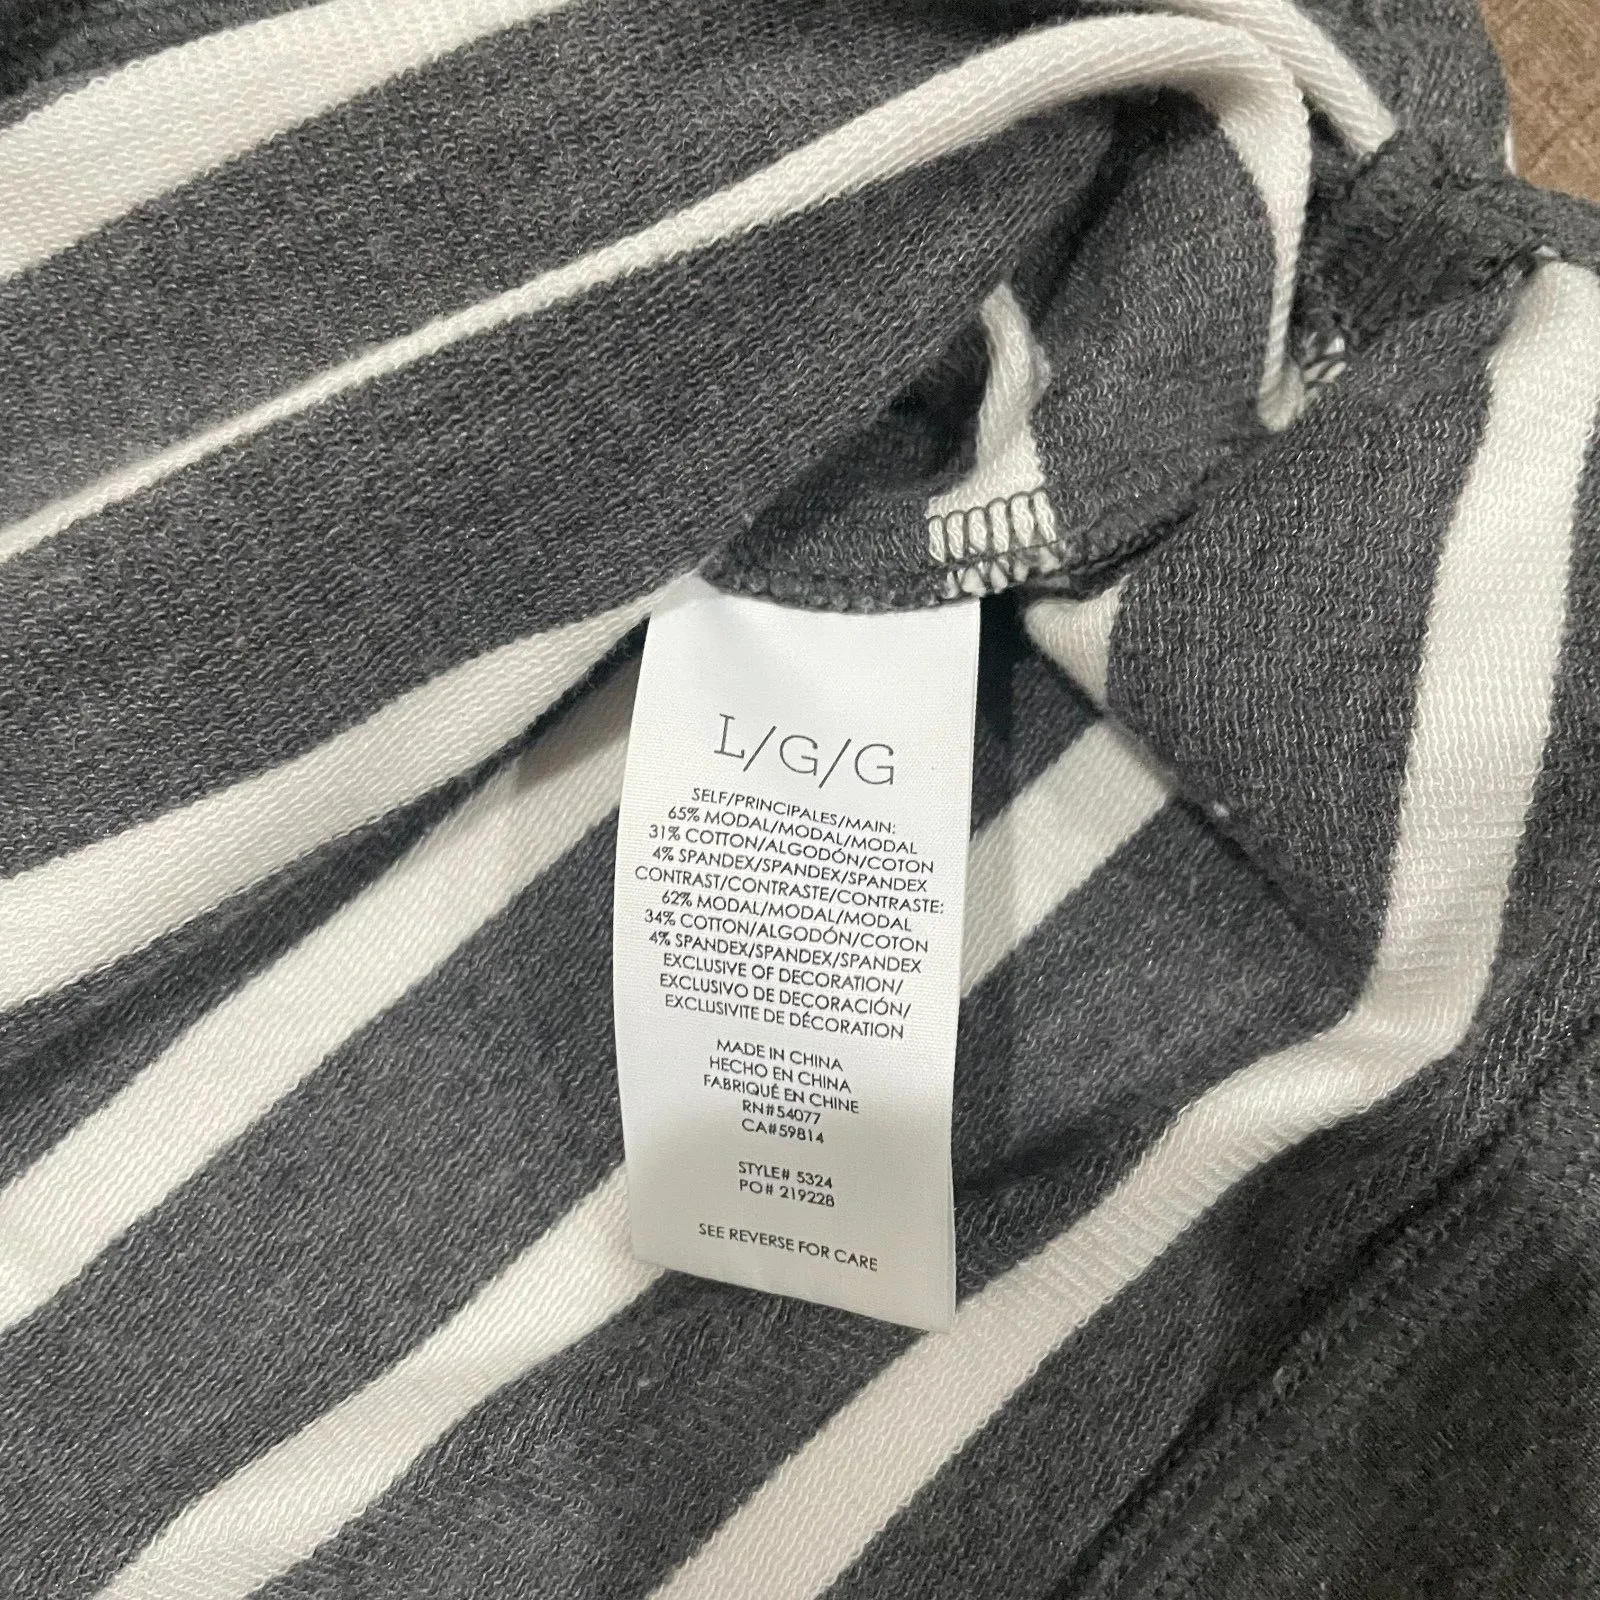 L/G/G
SELF/PRINCIPALES/MAIN:
65% MODAL/MODAL/MODAL
31% COTTON/ALGODÓN/COTON
4% SPANDEX/SPANDEX/SPANDEX
CONTRAST/CONTRASTE/CONTRASTE:
62% MODAL/MODAL/MODAL
34% COTTON/ALGODÓN/COTON
4% SPANDEX/SPANDEX/SPANDEX
EXCLUSIVE OF DECORATION/
EXCLUSIVO DE DECORACIÓN/
EXCLUSIVITE DE DÉCORATION
MADE IN CHINA
HECHO EN CHINA
FABRIQUÉ EN CHINE
RN#54077
CA#59814
STYLE# 5324
PO# 219228
SEE REVERSE FOR CARE